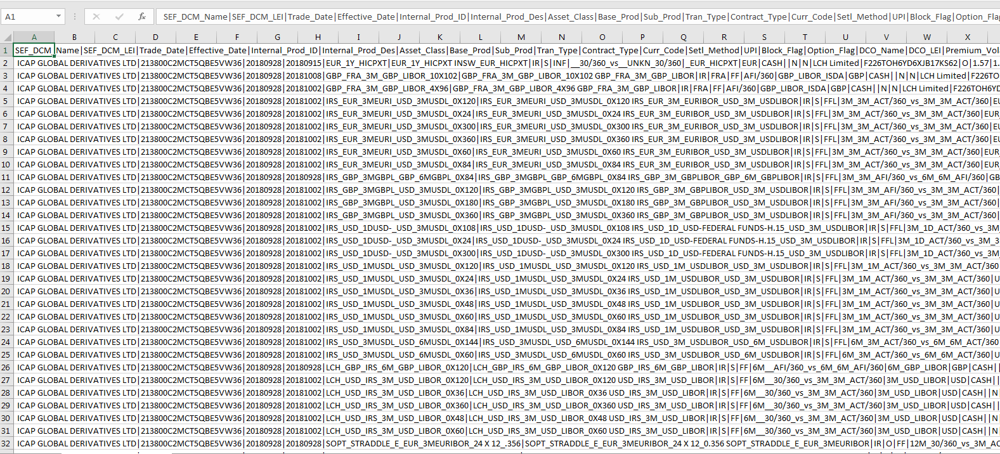 A1
fx
SEF_DCM_Name|SEF_DCM_LEI|Trade_Date|Effective_Date|Internal_Prod_ID|Internal_Prod_Des|Asset_Class|Base_Prod|Sub_Prod|Tran_Type|Contract_Type|Curr_Code|Setl_Method|UPI|Block_Flag|Option_Flag
A B C D E F G H I J K L M N O P Q R S T U V W X
1 SEF_DCM_Name|SEF_DCM_LEI|Trade_Date|Effective_Date|Internal_Prod_ID|Internal_Prod_Des|Asset_Class|Base_Prod|Sub_Prod|Tran_Type|Contract_Type|Curr_Code|Setl_Method|UPI|Block_Flag|Option_Flag|DCO_Name|DCO_LEI|Premium_Vol
2 ICAP GLOBAL DERIVATIVES LTD|213800C2MCT5QBE5VW36|20180928|20180915|EUR_1Y_HICPXT|EUR_1Y_HICPXT INSW_EUR_HICPXT|IR|S|INF|__30/360_vs__UNKN_30/360|_EUR_HICPXT|EUR|CASH||N|N|LCH Limited|F226TOH6YD6XJB17KS62|O|1.57|1.
3 ICAP GLOBAL DERIVATIVES LTD|213800C2MCT5QBE5VW36|20180928|20181008|GBP_FRA_3M_GBP_LIBOR_10X102|GBP_FRA_3M_GBP_LIBOR_10X102 GBP_FRA_3M_GBP_LIBOR|IR|FRA|FF|AFI/360|GBP_LIBOR_ISDA|GBP|CASH||N|N|LCH Limited|F226TO
4 ICAP GLOBAL DERIVATIVES LTD|213800C2MCT5QBE5VW36|20180928|20181002|GBP_FRA_3M_GBP_LIBOR_4X96|GBP_FRA_3M_GBP_LIBOR_4X96 GBP_FRA_3M_GBP_LIBOR|IR|FRA|FF|AFI/360|GBP_LIBOR_ISDA|GBP|CASH||N|N|LCH Limited|F226TOH6Y
5 ICAP GLOBAL DERIVATIVES LTD|213800C2MCT5QBE5VW36|20180928|20181002|IRS_EUR_3MEURI_USD_3MUSDL_0X120|IRS_EUR_3MEURI_USD_3MUSDL_0X120 IRS_EUR_3M_EURIBOR_USD_3M_USDLIBOR|IR|S|FFL|3M_3M_ACT/360_vs_3M_3M_ACT/360|EU
6 ICAP GLOBAL DERIVATIVES LTD|213800C2MCT5QBE5VW36|20180928|20181002|IRS_EUR_3MEURI_USD_3MUSDL_0X24|IRS_EUR_3MEURI_USD_3MUSDL_0X24 IRS_EUR_3M_EURIBOR_USD_3M_USDLIBOR|IR|S|FFL|3M_3M_ACT/360_vs_3M_3M_ACT/360|EUR_
7 ICAP GLOBAL DERIVATIVES LTD|213800C2MCT5QBE5VW36|20180928|20181002|IRS_EUR_3MEURI_USD_3MUSDL_0X300|IRS_EUR_3MEURI_USD_3MUSDL_0X300 IRS_EUR_3M_EURIBOR_USD_3M_USDLIBOR|IR|S|FFL|3M_3M_ACT/360_vs_3M_3M_ACT/360|EU
8 ICAP GLOBAL DERIVATIVES LTD|213800C2MCT5QBE5VW36|20180928|20181002|IRS_EUR_3MEURI_USD_3MUSDL_0X360|IRS_EUR_3MEURI_USD_3MUSDL_0X360 IRS_EUR_3M_EURIBOR_USD_3M_USDLIBOR|IR|S|FFL|3M_3M_ACT/360_vs_3M_3M_ACT/360|EU
9 ICAP GLOBAL DERIVATIVES LTD|213800C2MCT5QBE5VW36|20180928|20181002|IRS_EUR_3MEURI_USD_3MUSDL_0X60|IRS_EUR_3MEURI_USD_3MUSDL_0X60 IRS_EUR_3M_EURIBOR_USD_3M_USDLIBOR|IR|S|FFL|3M_3M_ACT/360_vs_3M_3M_ACT/360|EUR_
10 ICAP GLOBAL DERIVATIVES LTD|213800C2MCT5QBE5VW36|20180928|20181002|IRS_EUR_3MEURI_USD_3MUSDL_0X84|IRS_EUR_3MEURI_USD_3MUSDL_0X84 IRS_EUR_3M_EURIBOR_USD_3M_USDLIBOR|IR|S|FFL|3M_3M_ACT/360_vs_3M_3M_ACT/360|EUR_
11 ICAP GLOBAL DERIVATIVES LTD|213800C2MCT5QBE5VW36|20180928|20180928|IRS_GBP_3MGBPL_GBP_6MGBPL_0X84|IRS_GBP_3MGBPL_GBP_6MGBPL_0X84 IRS_GBP_3M_GBPLIBOR_GBP_6M_GBPLIBOR|IR|S|FFL|3M_3M_AFI/360_vs_6M_6M_AFI/360|GB
12 ICAP GLOBAL DERIVATIVES LTD|213800C2MCT5QBE5VW36|20180928|20181002|IRS_GBP_3MGBPL_USD_3MUSDL_0X120|IRS_GBP_3MGBPL_USD_3MUSDL_0X120 IRS_GBP_3M_GBPLIBOR_USD_3M_USDLIBOR|IR|S|FFL|3M_3M_AFI/360_vs_3M_3M_ACT/360|
13 ICAP GLOBAL DERIVATIVES LTD|213800C2MCT5QBE5VW36|20180928|20181002|IRS_GBP_3MGBPL_USD_3MUSDL_0X180|IRS_GBP_3MGBPL_USD_3MUSDL_0X180 IRS_GBP_3M_GBPLIBOR_USD_3M_USDLIBOR|IR|S|FFL|3M_3M_AFI/360_vs_3M_3M_ACT/360|
14 ICAP GLOBAL DERIVATIVES LTD|213800C2MCT5QBE5VW36|20180928|20181002|IRS_GBP_3MGBPL_USD_3MUSDL_0X360|IRS_GBP_3MGBPL_USD_3MUSDL_0X360 IRS_GBP_3M_GBPLIBOR_USD_3M_USDLIBOR|IR|S|FFL|3M_3M_AFI/360_vs_3M_3M_ACT/360|
15 ICAP GLOBAL DERIVATIVES LTD|213800C2MCT5QBE5VW36|20180928|20181002|IRS_USD_1DUSD-_USD_3MUSDL_0X108|IRS_USD_1DUSD-_USD_3MUSDL_0X108 IRS_USD_1D_USD-FEDERAL FUNDS-H.15_USD_3M_USDLIBOR|IR|S|FFL|3M_1D_ACT/360_vs_3M_
16 ICAP GLOBAL DERIVATIVES LTD|213800C2MCT5QBE5VW36|20180928|20181002|IRS_USD_1DUSD-_USD_3MUSDL_0X24|IRS_USD_1DUSD-_USD_3MUSDL_0X24 IRS_USD_1D_USD-FEDERAL FUNDS-H.15_USD_3M_USDLIBOR|IR|S|FFL|3M_1D_ACT/360_vs_3M_3
17 ICAP GLOBAL DERIVATIVES LTD|213800C2MCT5QBE5VW36|20180928|20181002|IRS_USD_1DUSD-_USD_3MUSDL_0X300|IRS_USD_1DUSD-_USD_3MUSDL_0X300 IRS_USD_1D_USD-FEDERAL FUNDS-H.15_USD_3M_USDLIBOR|IR|S|FFL|3M_1D_ACT/360_vs_3M_
18 ICAP GLOBAL DERIVATIVES LTD|213800C2MCT5QBE5VW36|20180928|20181002|IRS_USD_1MUSDL_USD_3MUSDL_0X120|IRS_USD_1MUSDL_USD_3MUSDL_0X120 IRS_USD_1M_USDLIBOR_USD_3M_USDLIBOR|IR|S|FFL|3M_1M_ACT/360_vs_3M_3M_ACT/360|
19 ICAP GLOBAL DERIVATIVES LTD|213800C2MCT5QBE5VW36|20180928|20181002|IRS_USD_1MUSDL_USD_3MUSDL_0X24|IRS_USD_1MUSDL_USD_3MUSDL_0X24 IRS_USD_1M_USDLIBOR_USD_3M_USDLIBOR|IR|S|FFL|3M_1M_ACT/360_vs_3M_3M_ACT/360|U
20 ICAP GLOBAL DERIVATIVES LTD|213800C2MCT5QBE5VW36|20180928|20181002|IRS_USD_1MUSDL_USD_3MUSDL_0X36|IRS_USD_1MUSDL_USD_3MUSDL_0X36 IRS_USD_1M_USDLIBOR_USD_3M_USDLIBOR|IR|S|FFL|3M_1M_ACT/360_vs_3M_3M_ACT/360|U
21 ICAP GLOBAL DERIVATIVES LTD|213800C2MCT5QBE5VW36|20180928|20181002|IRS_USD_1MUSDL_USD_3MUSDL_0X48|IRS_USD_1MUSDL_USD_3MUSDL_0X48 IRS_USD_1M_USDLIBOR_USD_3M_USDLIBOR|IR|S|FFL|3M_1M_ACT/360_vs_3M_3M_ACT/360|U
22 ICAP GLOBAL DERIVATIVES LTD|213800C2MCT5QBE5VW36|20180928|20181002|IRS_USD_1MUSDL_USD_3MUSDL_0X60|IRS_USD_1MUSDL_USD_3MUSDL_0X60 IRS_USD_1M_USDLIBOR_USD_3M_USDLIBOR|IR|S|FFL|3M_1M_ACT/360_vs_3M_3M_ACT/360|U
23 ICAP GLOBAL DERIVATIVES LTD|213800C2MCT5QBE5VW36|20180928|20181002|IRS_USD_1MUSDL_USD_3MUSDL_0X84|IRS_USD_1MUSDL_USD_3MUSDL_0X84 IRS_USD_1M_USDLIBOR_USD_3M_USDLIBOR|IR|S|FFL|3M_1M_ACT/360_vs_3M_3M_ACT/360|U
24 ICAP GLOBAL DERIVATIVES LTD|213800C2MCT5QBE5VW36|20180928|20181002|IRS_USD_3MUSDL_USD_6MUSDL_0X144|IRS_USD_3MUSDL_USD_6MUSDL_0X144 IRS_USD_3M_USDLIBOR_USD_6M_USDLIBOR|IR|S|FFL|6M_3M_ACT/360_vs_6M_6M_ACT/360|
25 ICAP GLOBAL DERIVATIVES LTD|213800C2MCT5QBE5VW36|20180928|20181002|IRS_USD_3MUSDL_USD_6MUSDL_0X60|IRS_USD_3MUSDL_USD_6MUSDL_0X60 IRS_USD_3M_USDLIBOR_USD_6M_USDLIBOR|IR|S|FFL|6M_3M_ACT/360_vs_6M_6M_ACT/360|U
26 ICAP GLOBAL DERIVATIVES LTD|213800C2MCT5QBE5VW36|20180928|20180928|LCH_GBP_IRS_6M_GBP_LIBOR_0X120|LCH_GBP_IRS_6M_GBP_LIBOR_0X120 GBP_IRS_6M_GBP_LIBOR|IR|S|FF|6M__AFI/360_vs_6M_6M_AFI/360|6M_GBP_LIBOR|GBP|CASH||
27 ICAP GLOBAL DERIVATIVES LTD|213800C2MCT5QBE5VW36|20180928|20181002|LCH_USD_IRS_3M_USD_LIBOR_0X120|LCH_USD_IRS_3M_USD_LIBOR_0X120 USD_IRS_3M_USD_LIBOR|IR|S|FF|6M__30/360_vs_3M_3M_ACT/360|3M_USD_LIBOR|USD|CASH||
28 ICAP GLOBAL DERIVATIVES LTD|213800C2MCT5QBE5VW36|20180928|20181002|LCH_USD_IRS_3M_USD_LIBOR_0X36|LCH_USD_IRS_3M_USD_LIBOR_0X36 USD_IRS_3M_USD_LIBOR|IR|S|FF|6M__30/360_vs_3M_3M_ACT/360|3M_USD_LIBOR|USD|CASH||N|
29 ICAP GLOBAL DERIVATIVES LTD|213800C2MCT5QBE5VW36|20180928|20181002|LCH_USD_IRS_3M_USD_LIBOR_0X360|LCH_USD_IRS_3M_USD_LIBOR_0X360 USD_IRS_3M_USD_LIBOR|IR|S|FF|6M__30/360_vs_3M_3M_ACT/360|3M_USD_LIBOR|USD|CASH||
30 ICAP GLOBAL DERIVATIVES LTD|213800C2MCT5QBE5VW36|20180928|20181002|LCH_USD_IRS_3M_USD_LIBOR_0X48|LCH_USD_IRS_3M_USD_LIBOR_0X48 USD_IRS_3M_USD_LIBOR|IR|S|FF|6M__30/360_vs_3M_3M_ACT/360|3M_USD_LIBOR|USD|CASH||N|
31 ICAP GLOBAL DERIVATIVES LTD|213800C2MCT5QBE5VW36|20180928|20181002|LCH_USD_IRS_3M_USD_LIBOR_0X60|LCH_USD_IRS_3M_USD_LIBOR_0X60 USD_IRS_3M_USD_LIBOR|IR|S|FF|6M__30/360_vs_3M_3M_ACT/360|3M_USD_LIBOR|USD|CASH||N|
32 ICAP GLOBAL DERIVATIVES LTD|213800C2MCT5QBE5VW36|20180928|20180928|SOPT_STRADDLE_E_EUR_3MEURIBOR_24 X 12_.356|SOPT_STRADDLE_E_EUR_3MEURIBOR_24 X 12_0.356 SOPT_STRADDLE_E_EUR_3MEURIBOR|IR|O|FF|12M_30/360_vs_3M_AC